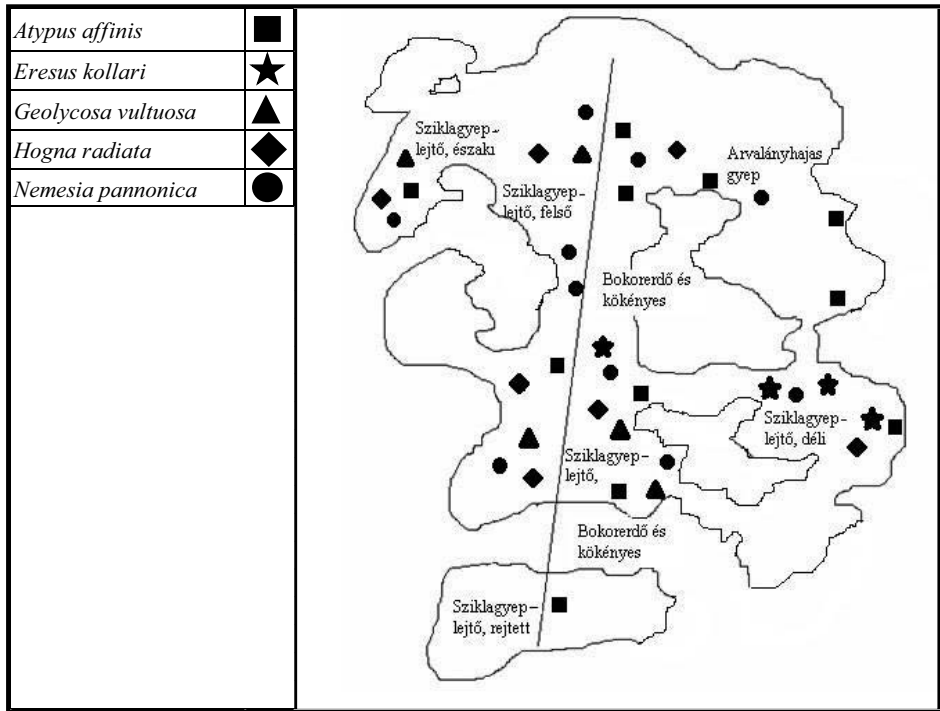 Atypus affinis
Eresus kollari
Geolycosa vultuosa
Hogna radiata
Nemesia pannonica
Sziklagyep–
lejtő, északi
Arvalányhajas
gyep
Sziklagyep–
lejtő, felső
Bokorerdő és
kökényes
Sziklagyep–
lejtő, déli
Sziklagyep–
lejtő,
Bokorerdő és
kökényes
Sziklagyep–
lejtő, rejtett